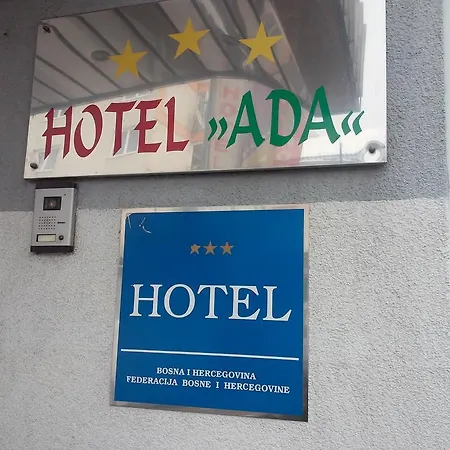 HOTEL »ADA«
HOTEL
BOSNA I HERCEGOVINA
FEDERACIJA BOSNE I HERCEGOVINE